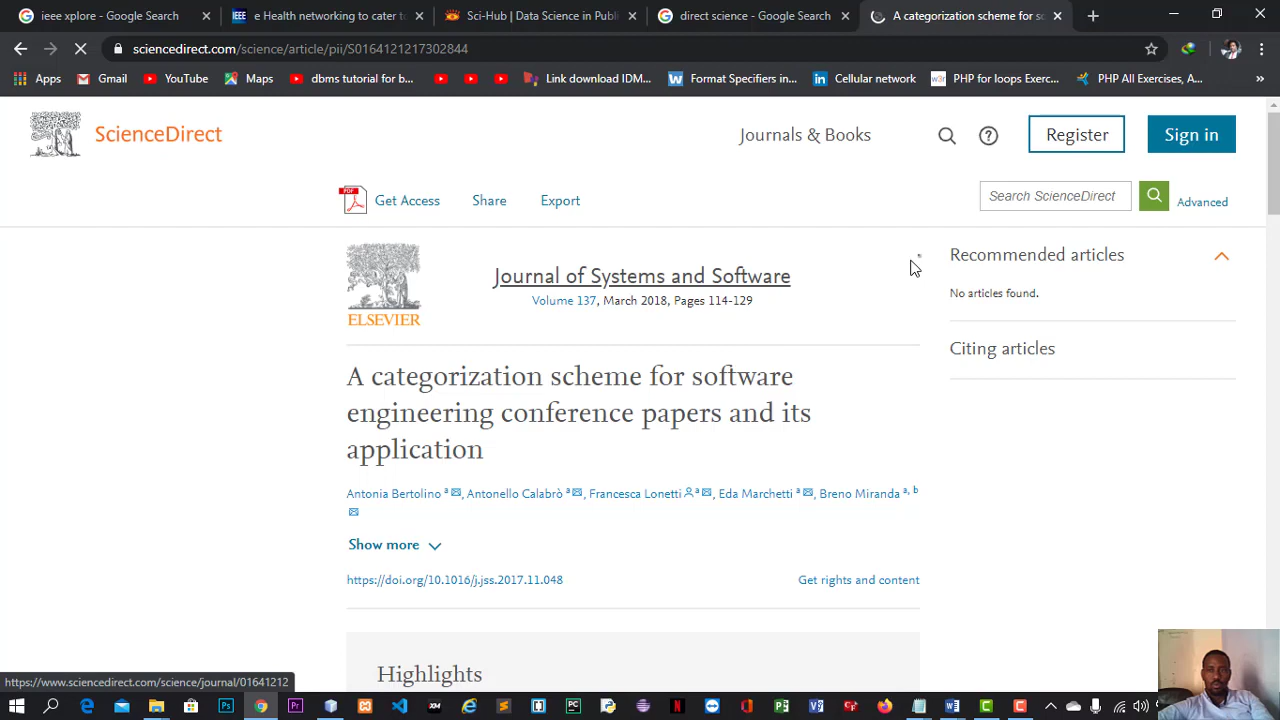 ieee xplore - Google Search
e Health networking to cater to
Sci-Hub | Data Science in Publi
direct science - Google Search
A categorization scheme for so
sciencedirect.com/science/article/pii/S0164121217302844
Apps
Gmail
YouTube
Maps
dbms tutorial for b...
Link download IDM...
Format Specifiers in...
Cellular network
PHP for loops Exerc...
PHP All Exercises, A...
ScienceDirect
Journals & Books
Register
Sign in
Get Access
Share
Export
Search ScienceDirect
Advanced
ELSEVIER
Journal of Systems and Software
Volume 137, March 2018, Pages 114-129
Recommended articles
No articles found.
Citing articles
A categorization scheme for software
engineering conference papers and its
application
Antonia Bertolino a, Antonello Calabrò a, Francesca Lonetti a, Eda Marchetti a, Breno Miranda a, b
Show more
https://doi.org/10.1016/j.jss.2017.11.048
Get rights and content
Highlights
https://www.sciencedirect.com/science/journal/01641212